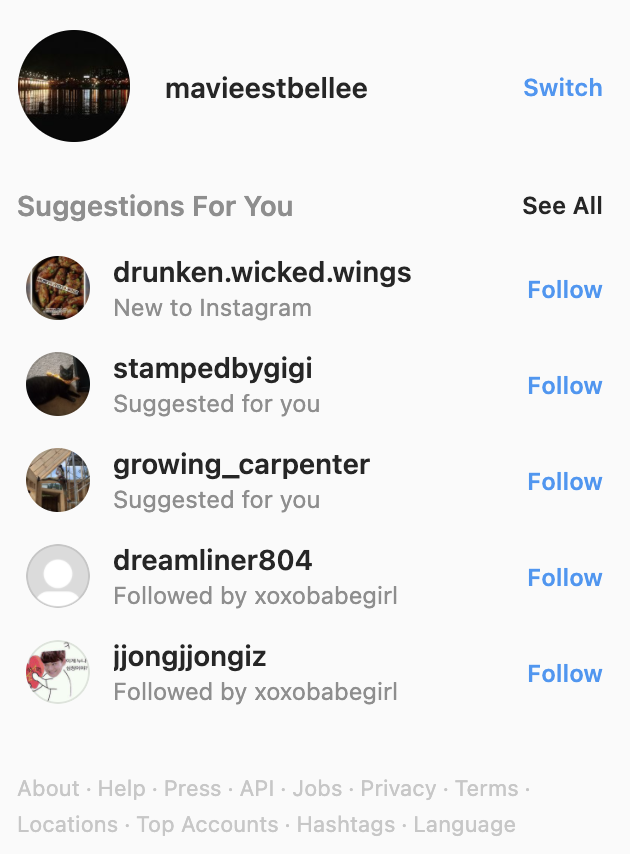 mavieestbellee
Switch
Suggestions For You
See All
drunken.wicked.wings
New to Instagram
Follow
stampedbygigi
Suggested for you
Follow
growing_carpenter
Suggested for you
Follow
dreamliner804
Followed by xoxobabegirl
Follow
jjongjjongiz
Followed by xoxobabegirl
Follow
About · Help · Press · API · Jobs · Privacy · Terms ·
Locations · Top Accounts · Hashtags · Language